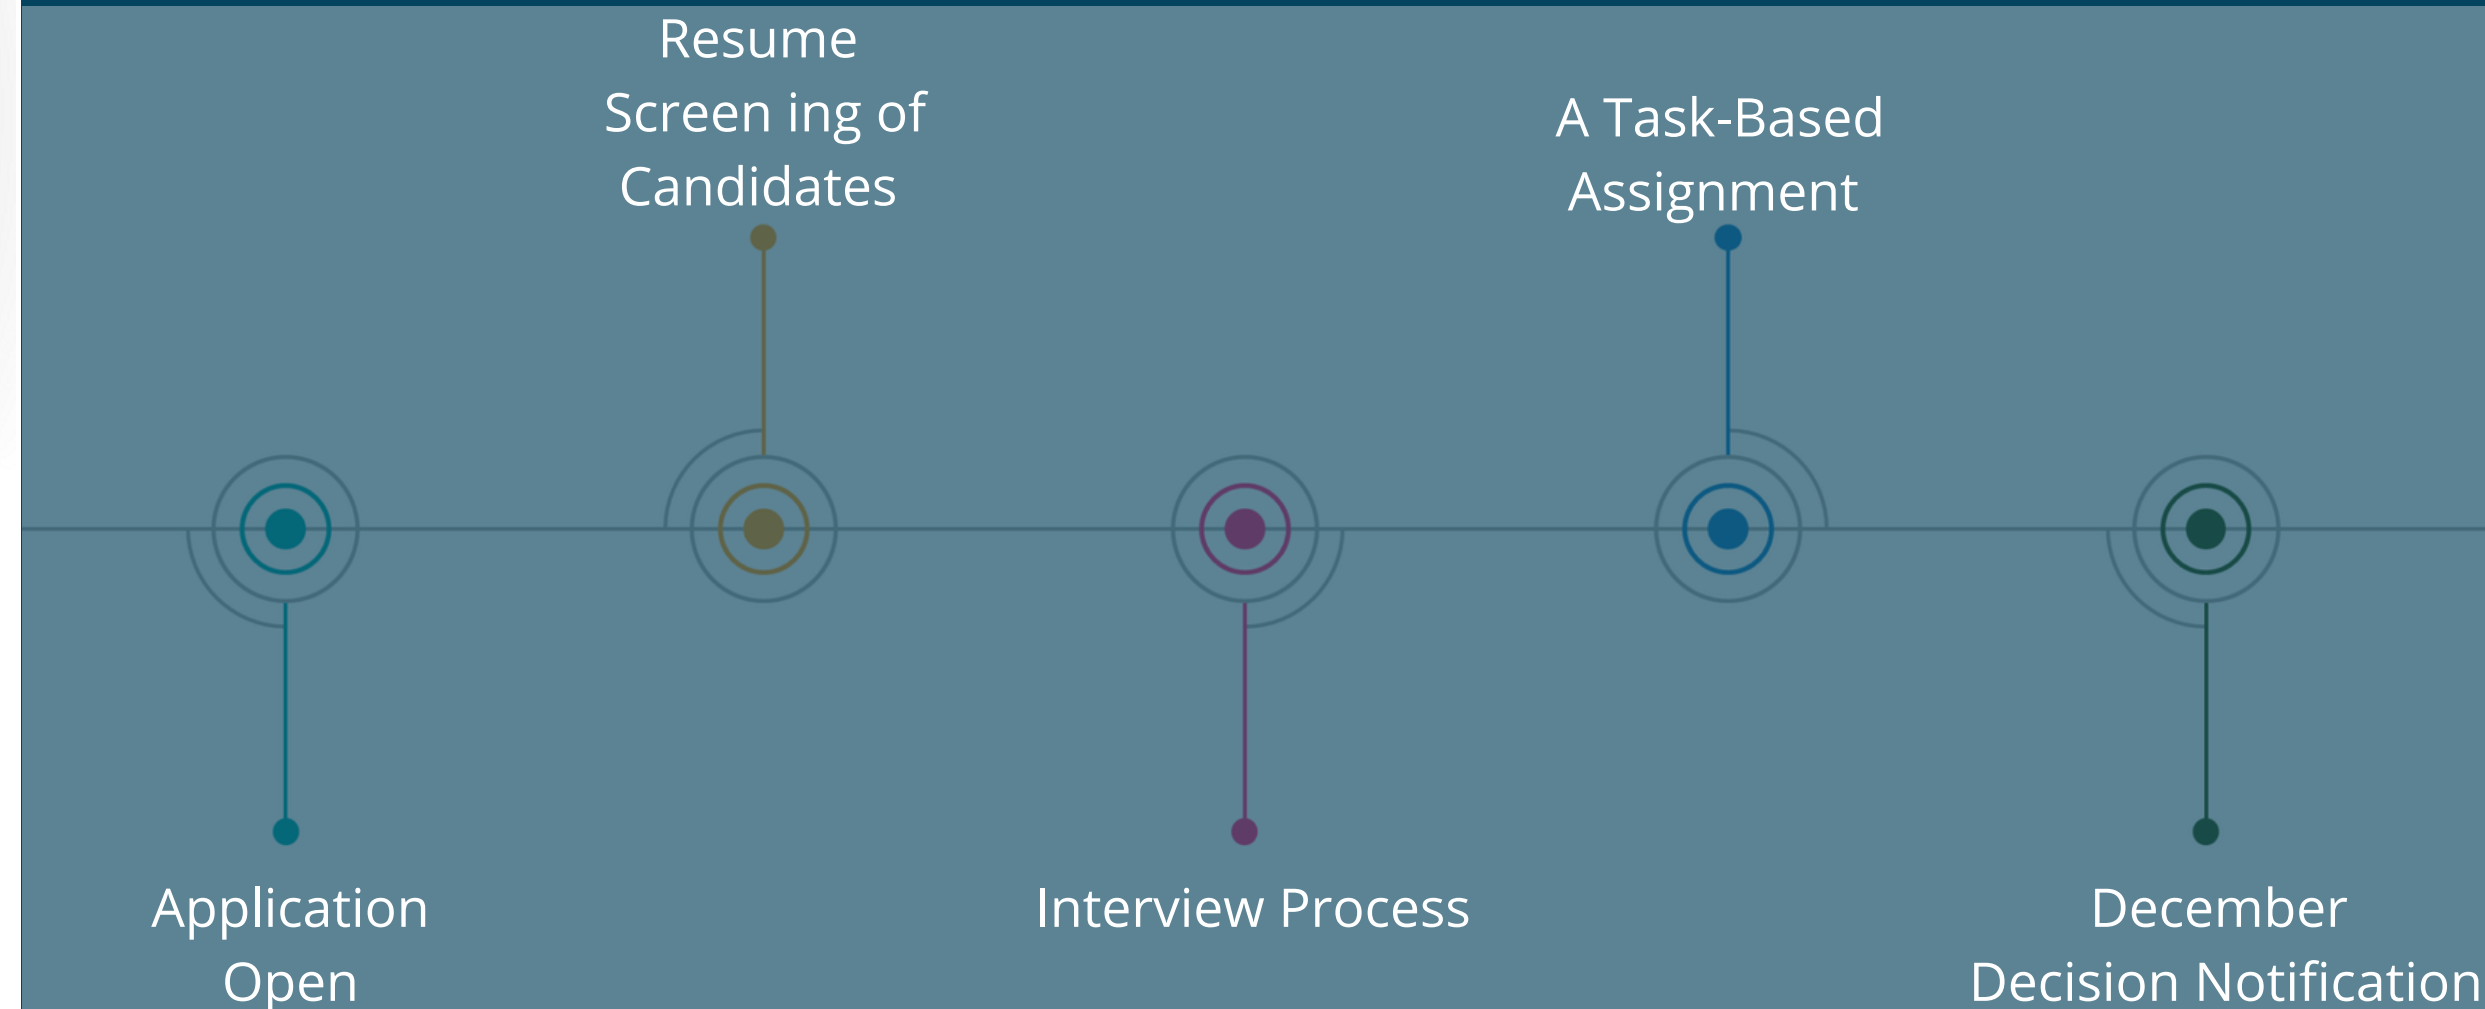 Resume
Screen ing of
Candidates
A Task-Based
Assignment
Application
Open
Interview Process
December
Decision Notification